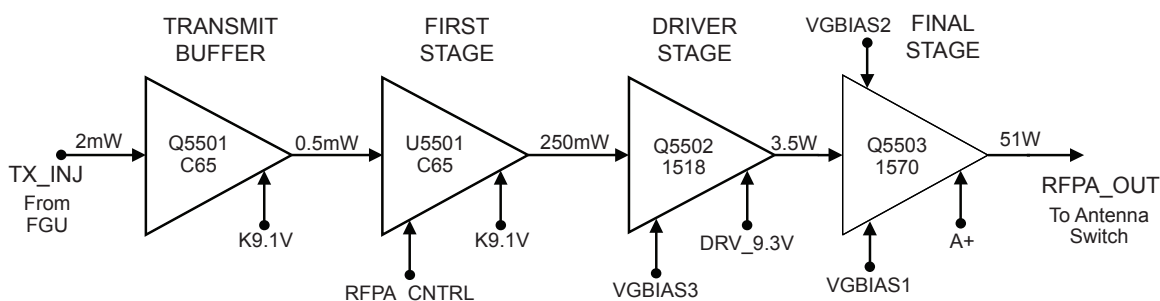 TRANSMIT
BUFFER
FIRST
STAGE
DRIVER
STAGE
VGBIAS2
FINAL
STAGE
2mW
Q5501
C65
0.5mW
U5501
C65
250mW
Q5502
1518
3.5W
Q5503
1570
51W
TX_INJ
From
FGU
K9.1V
K9.1V
DRV_9.3V
A+
RFPA_OUT
To Antenna
Switch
RFPA_CNTRL
VGBIAS3
VGBIAS1